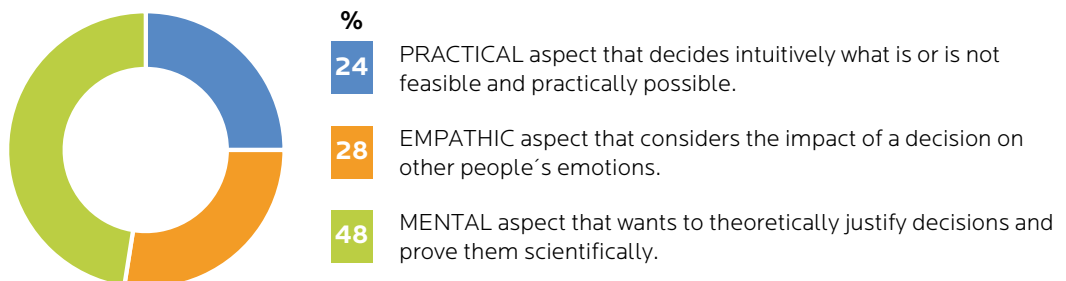 %
24
PRACTICAL aspect that decides intuitively what is or is not
feasible and practically possible.
28
EMPATHIC aspect that considers the impact of a decision on
other people´s emotions.
48
MENTAL aspect that wants to theoretically justify decisions and
prove them scientifically.